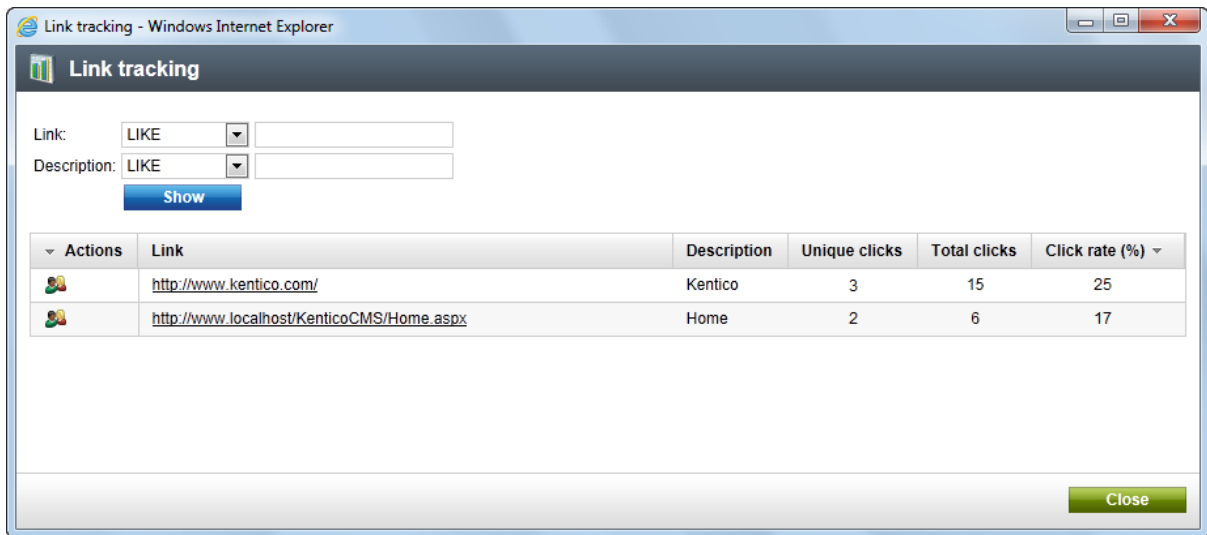 Link tracking - Windows Internet Explorer
Link tracking
Link: LIKE
Description: LIKE
Show
Actions Link Description Unique clicks Total clicks Click rate (%)
http://www.kentico.com/ Kentico 3 15 25
http://www.localhost/KenticoCMS/Home.aspx Home 2 6 17
Close